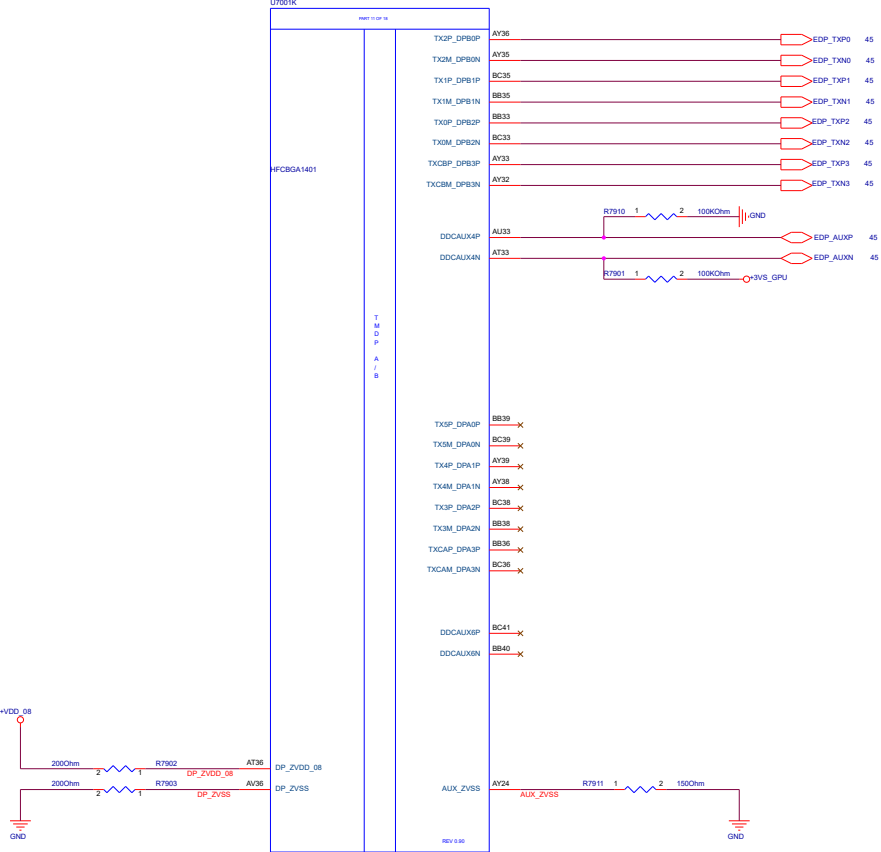 U7001K
PART 11 OF 18
TX2P_DPB0P AY36 EDP_TXP0 45
TX2M_DPB0N AY35 EDP_TXN0 45
TX1P_DPB1P BC35 EDP_TXP1 45
TX1M_DPB1N BB35 EDP_TXN1 45
TX0P_DPB2P BB33 EDP_TXP2 45
TX0M_DPB2N BC33 EDP_TXN2 45
TXCBP_DPB3P AY33 EDP_TXP3 45
HFCBGA1401
TXCBM_DPB3N AY32 EDP_TXN3 45
R7910 1 2 100KOhm GND
DDCAUX4P AU33 EDP_AUXP 45
DDCAUX4N AT33 EDP_AUXN 45
R7901 1 2 100KOhm +3VS_GPU
T
M
D
P
A
/
B
TX5P_DPA0P BB39
TX5M_DPA0N BC39
TX4P_DPA1P AY39
TX4M_DPA1N AY38
TX3P_DPA2P BC38
TX3M_DPA2N BB38
TXCAP_DPA3P BB36
TXCAM_DPA3N BC36
DDCAUX6P BC41
DDCAUX6N BB40
+VDD_08
200Ohm 2 1 R7902 DP_ZVDD_08 AT36 DP_ZVDD_08
200Ohm 2 1 R7903 DP_ZVSS AV36 DP_ZVSS
AUX_ZVSS AY24 AUX_ZVSS R7911 1 2 150Ohm
GND
GND
REV 0.90